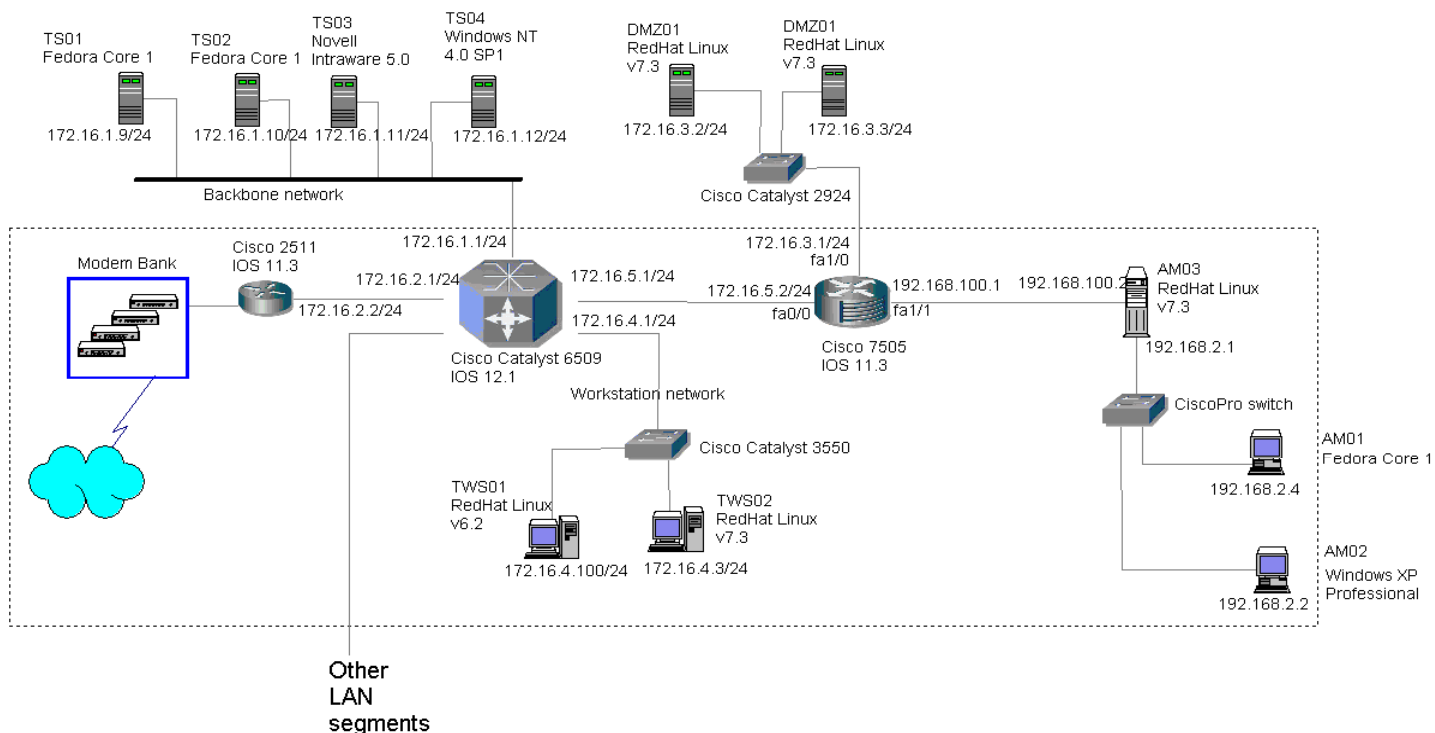 TS01
Fedora Core 1
172.16.1.9/24
TS02
Fedora Core 1
172.16.1.10/24
TS03
Novell
Intraware 5.0
172.16.1.11/24
TS04
Windows NT
4.0 SP1
172.16.1.12/24
Backbone network
DMZ01
RedHat Linux
v7.3
172.16.3.2/24
DMZ01
RedHat Linux
v7.3
172.16.3.3/24
Cisco Catalyst 2924
172.16.3.1/24
fa1/0
Modem Bank
Cisco 2511
IOS 11.3
172.16.2.2/24
172.16.1.1/24
172.16.2.1/24
172.16.5.1/24
172.16.4.1/24
Cisco Catalyst 6509
IOS 12.1
172.16.5.2/24
fa0/0
192.168.100.1
fa1/1
Cisco 7505
IOS 11.3
192.168.100.2
AM03
RedHat Linux
v7.3
192.168.2.1
CiscoPro switch
AM01
Fedora Core 1
192.168.2.4
AM02
Windows XP
Professional
192.168.2.2
Workstation network
Cisco Catalyst 3550
TWS01
RedHat Linux
v6.2
172.16.4.100/24
TWS02
RedHat Linux
v7.3
172.16.4.3/24
Other
LAN
segments